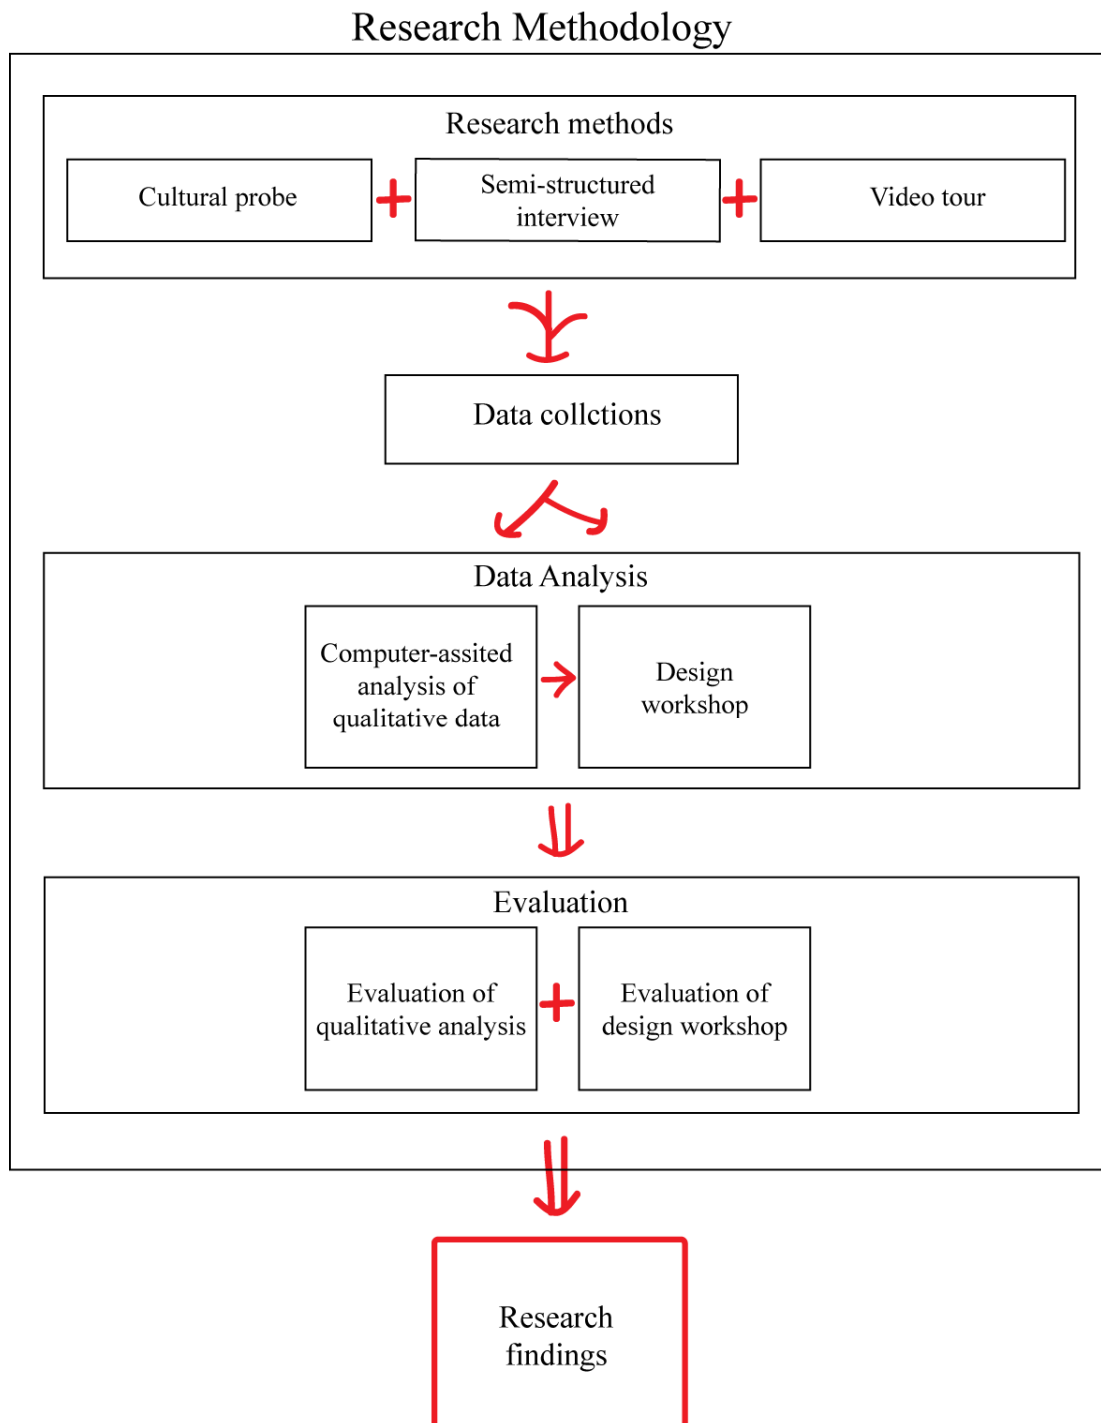 Research Methodology
Research methods
Cultural probe
Semi-structured
interview
Video tour
Data collctions
Data Analysis
Computer-assited
analysis of
qualitative data
Design
workshop
Evaluation
Evaluation of
qualitative analysis
Evaluation of
design workshop
Research
findings